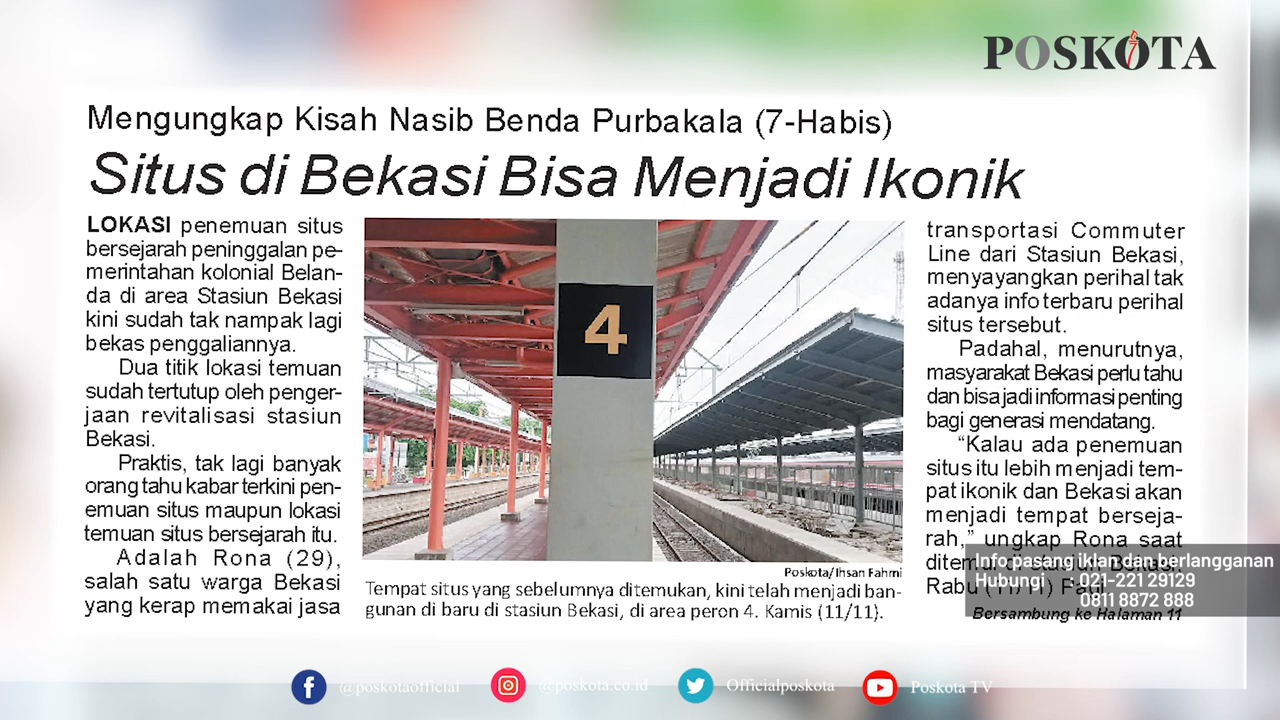 POSKOTA
Mengungkap Kisah Nasib Benda Purbakala (7-Habis)
Situs di Bekasi Bisa Menjadi Ikonik
LOKASI penemuan situs
bersejarah peninggalan pe-
merintahan kolonial Belan-
da di area Stasiun Bekasi
kini sudah tak nampak lagi
bekas penggaliannya.
Dua titik lokasi temuan
sudah tertutup oleh penger-
jaan revitalisasi stasiun
Bekasi.
Praktis, tak lagi banyak
orang tahu kabar terkini pen-
emuan situs maupun lokasi
temuan situs bersejarah itu.
Adalah Rona (29),
salah satu warga Bekasi
yang kerap memakai jasa
4
Poskota/Ihsan Fahmi
Tempat situs yang sebelumnya ditemukan, kini telah menjadi ban-
gunan di baru di stasiun Bekasi, di area peron 4. Kamis (11/11).
transportasi Commuter
Line dari Stasiun Bekasi,
menyayangkan perihal tak
adanya info terbaru perihal
situs tersebut.
Padahal, menurutnya,
masyarakat Bekasi perlu tahu
dan bisa jadi informasi penting
bagi generasi mendatang.
“Kalau ada penemuan
situs itu lebih menjadi tem-
pat ikonik dan Bekasi akan
menjadi tempat berseja-
rah,” ungkap Rona saat
Bekasi,
Rabu
Bersambung ke Halaman 11
Info pasang iklan dan berlangganan
Hubungi : 021-221 29129
0811 8872 888
@poskotaofficial
@poskota.co.id
Officialposkota
Poskota TV